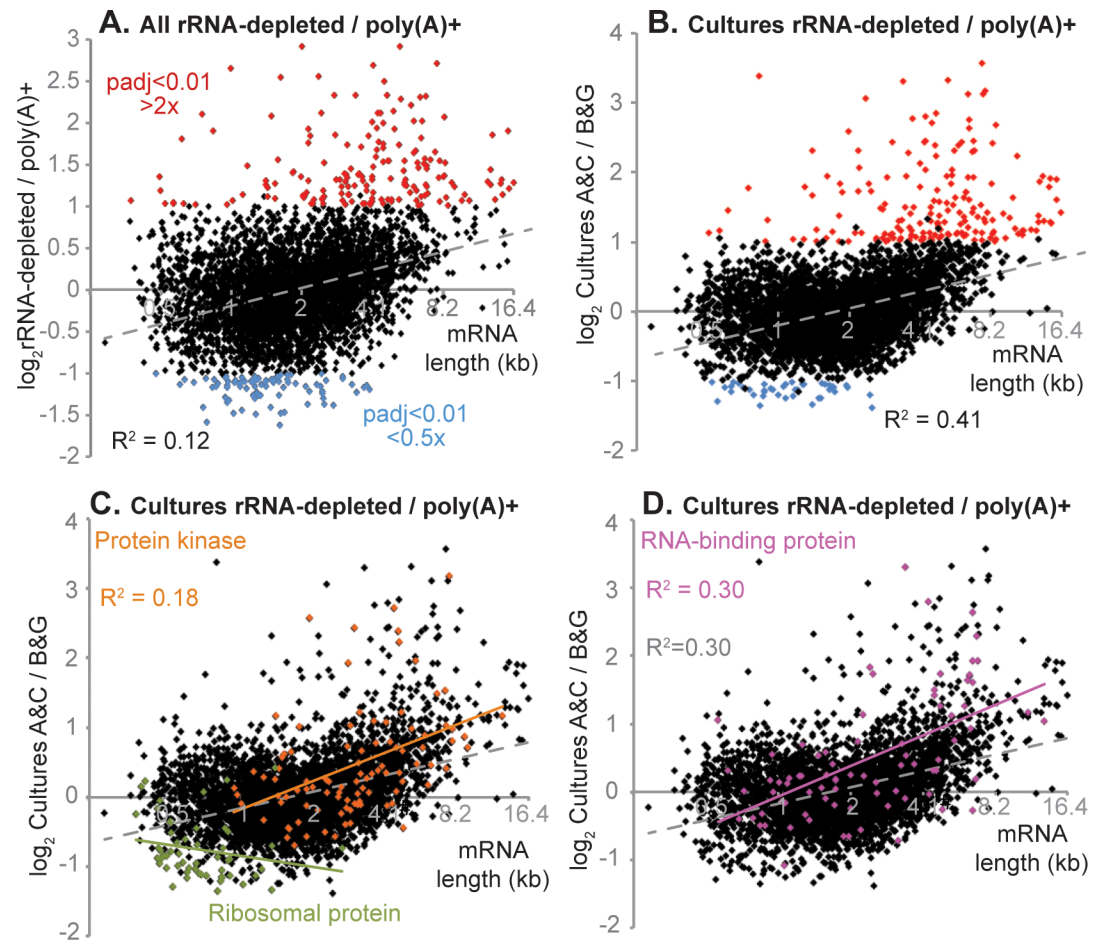 A. All rRNA-depleted / poly(A)+
log2rRNA-depleted / poly(A)+
3
2.5
2
1.5
1
0.5
0
-0.5
-1
-1.5
-2
padj<0.01
>2x
0.5 1 2 4.1 8.2 16.4
mRNA
length (kb)
padj<0.01
<0.5x
R² = 0.12
B. Cultures rRNA-depleted / poly(A)+
log2 Cultures A&C / B&G
4
3
2
1
0
-1
-2
0.5 1 2 4.1 8.2 16.4
mRNA
length (kb)
R² = 0.41
C. Cultures rRNA-depleted / poly(A)+
log2 Cultures A&C / B&G
4
3
2
1
0
-1
-2
Protein kinase
R² = 0.18
0.5 1 2 4.1 8.2 16.4
mRNA
length (kb)
Ribosomal protein
D. Cultures rRNA-depleted / poly(A)+
log2 Cultures A&C / B&G
4
3
2
1
0
-1
-2
RNA-binding protein
R² = 0.30
R²=0.30
0.5 1 2 4.1 8.2 16.4
mRNA
length (kb)